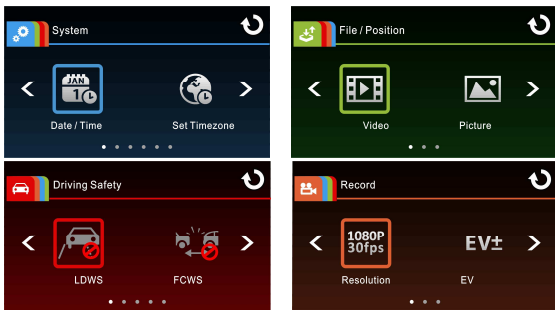 System
JAN
1
Date / Time
Set Timezone
File / Position
Video
Picture
Driving Safety
LDWS
FCWS
Record
1080P
30fps
EV±
Resolution
EV